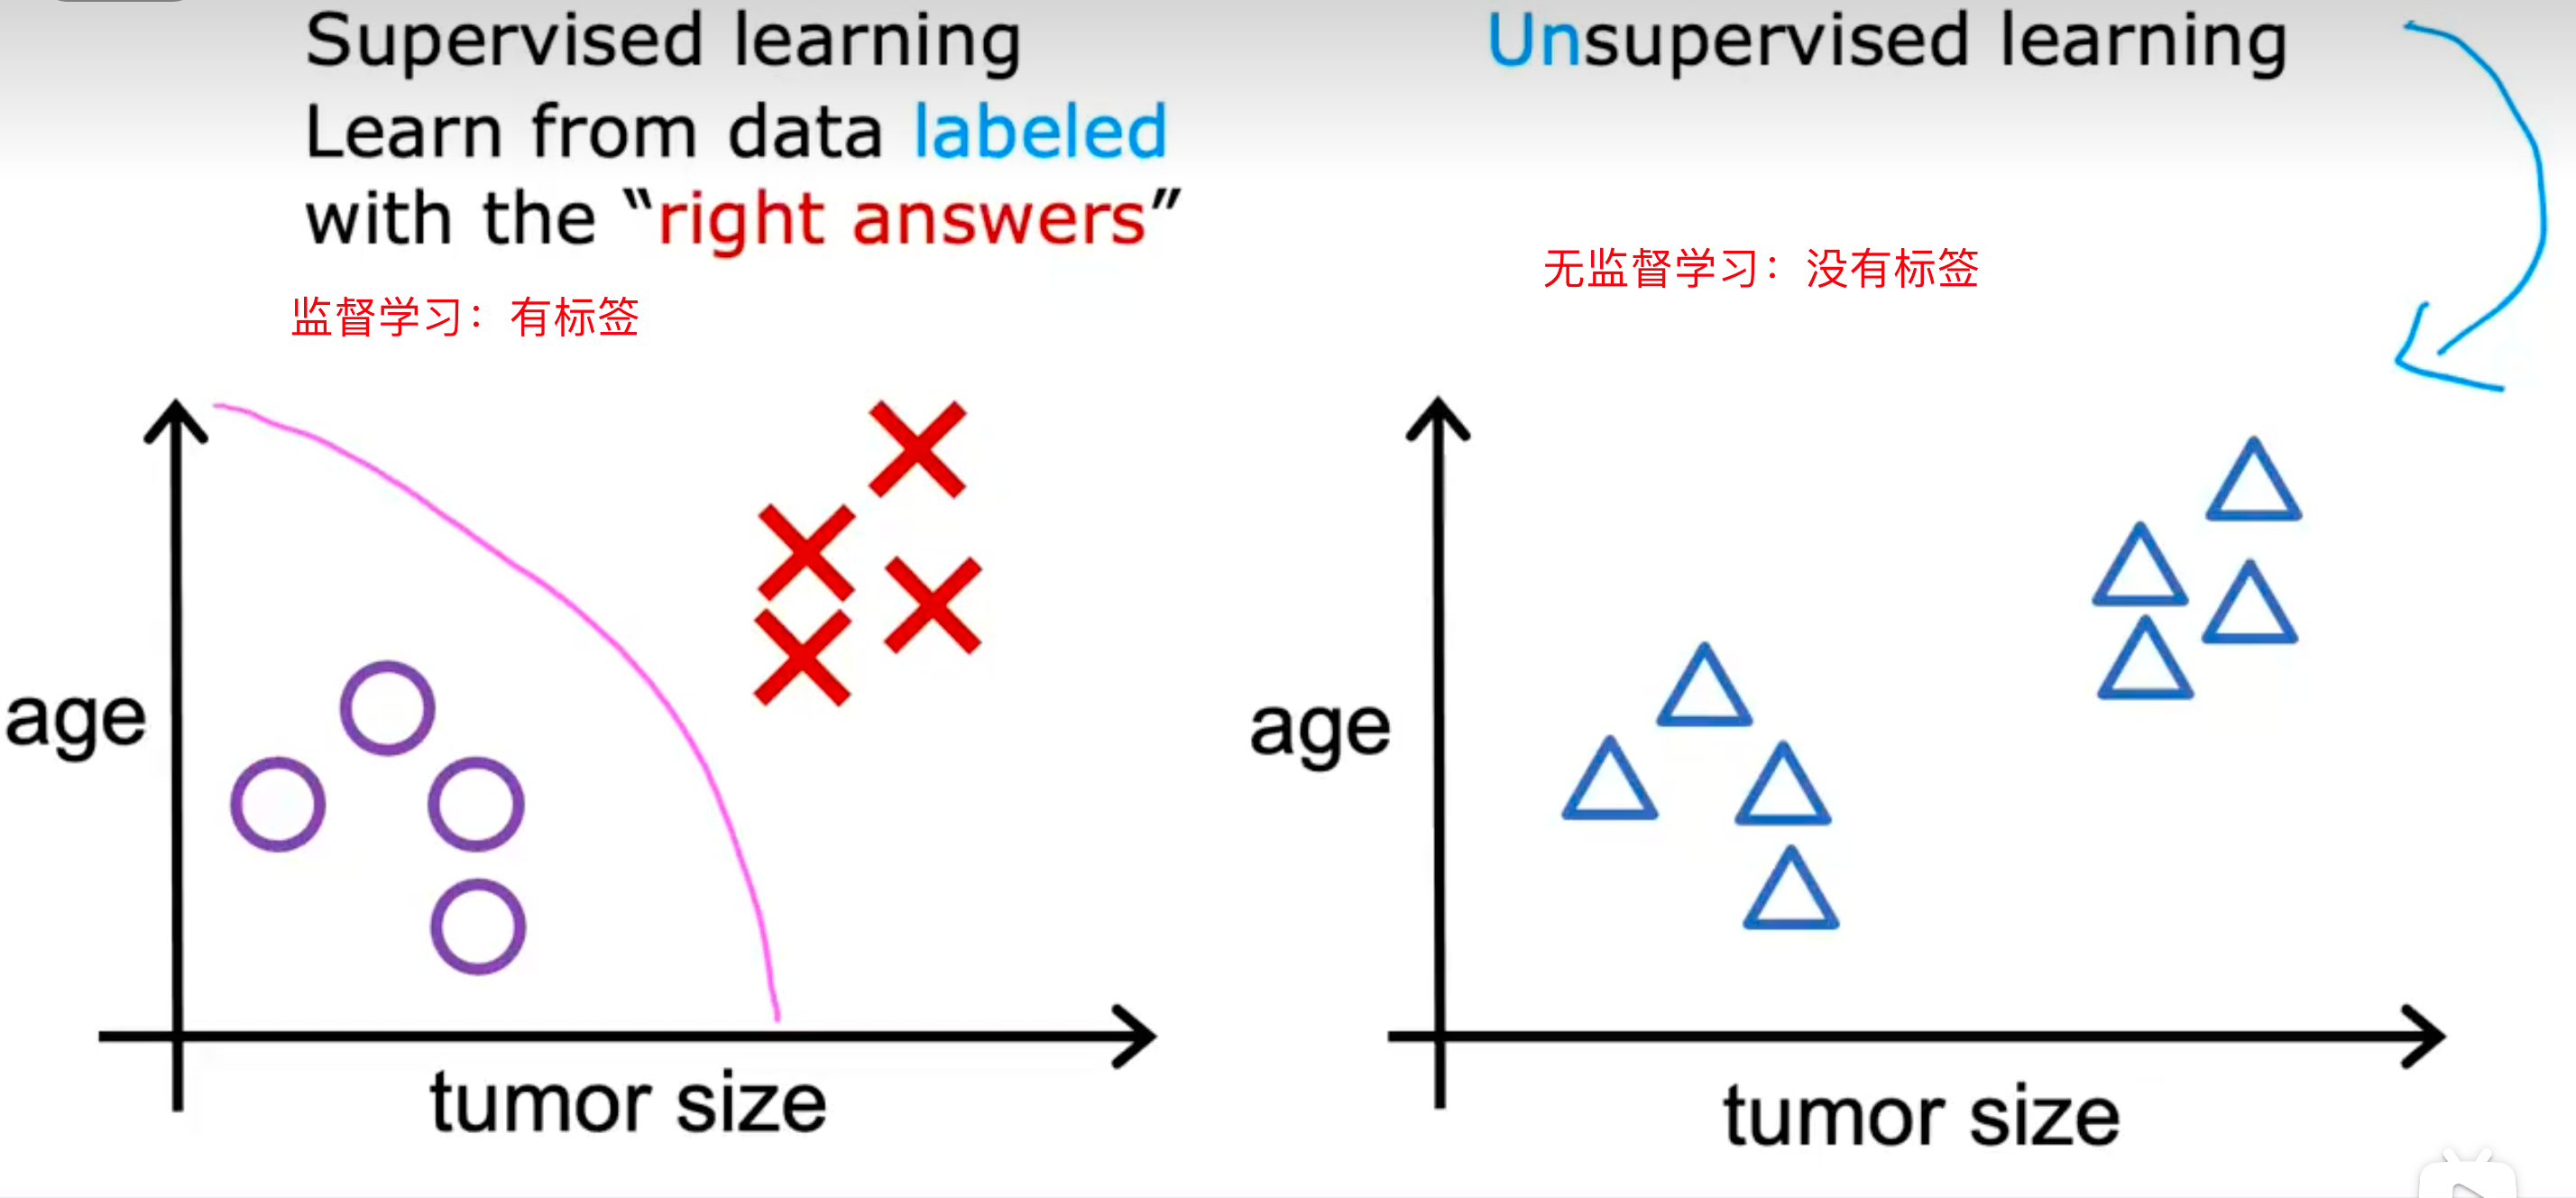 Supervised learning
Learn from data labeled
with the “right answers”
监督学习：有标签
age
tumor size
Unsupervised learning
无监督学习：没有标签
age
tumor size